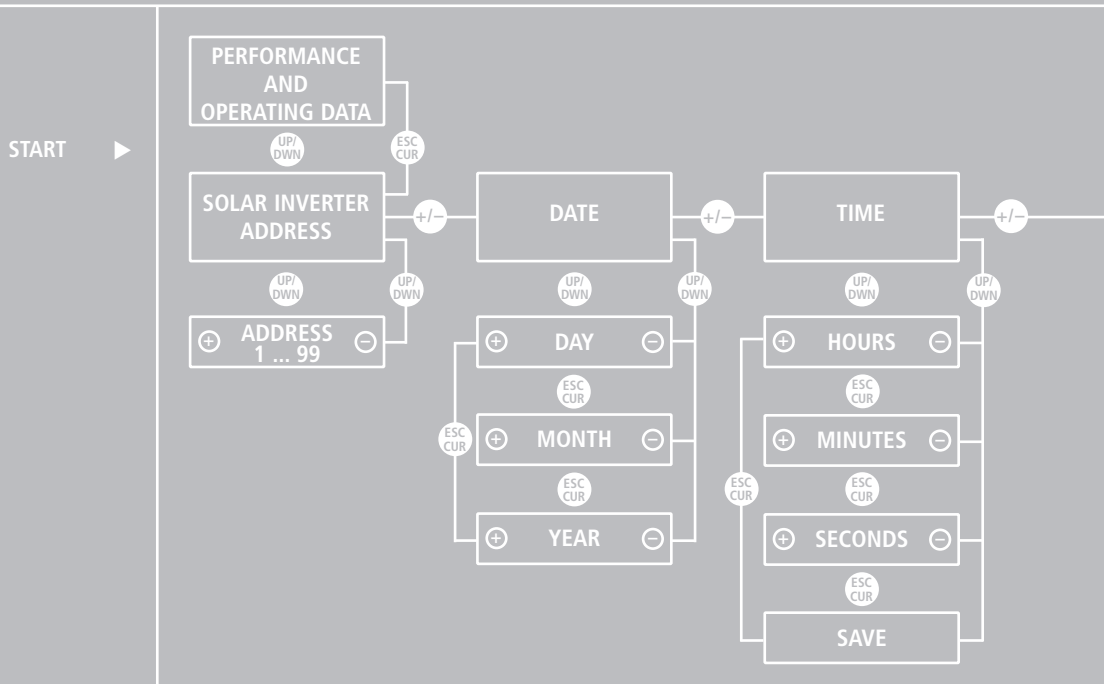 START
PERFORMANCE
AND
OPERATING DATA
UP/
DWN
ESC
CUR
SOLAR INVERTER
ADDRESS
+/−
UP/
DWN
UP/
DWN
+ ADDRESS −
1 ... 99
DATE
+/−
UP/
DWN
UP/
DWN
+ DAY −
ESC
CUR
+ MONTH −
ESC
CUR
ESC
CUR
+ YEAR −
TIME
+/−
UP/
DWN
UP/
DWN
+ HOURS −
ESC
CUR
+ MINUTES −
ESC
CUR
ESC
CUR
+ SECONDS −
ESC
CUR
SAVE